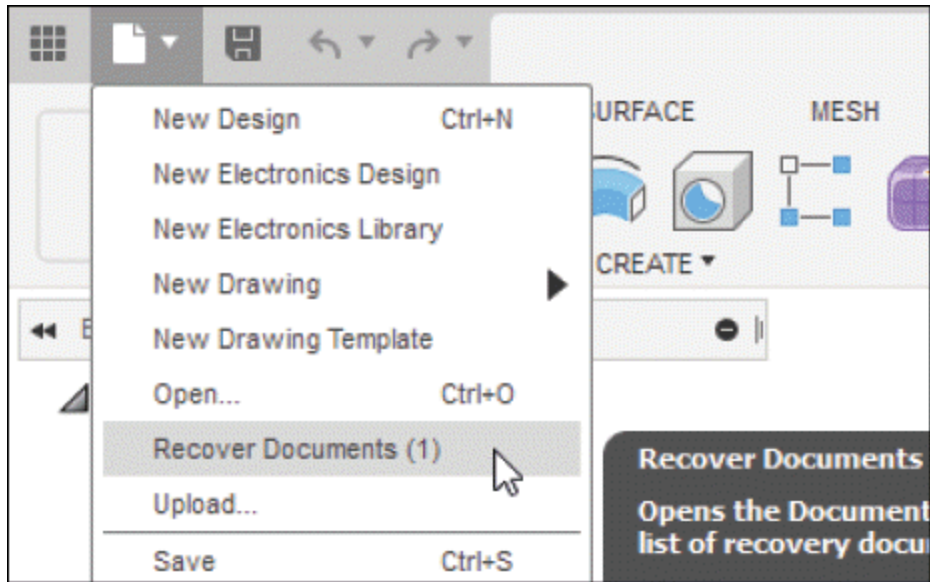 New Design Ctrl+N
URFACE MESH
New Electronics Design
New Electronics Library
CREATE
New Drawing
New Drawing Template
Open... Ctrl+O
Recover Documents (1)
Recover Documents
Upload...
Opens the Document
list of recovery docu
Save Ctrl+S